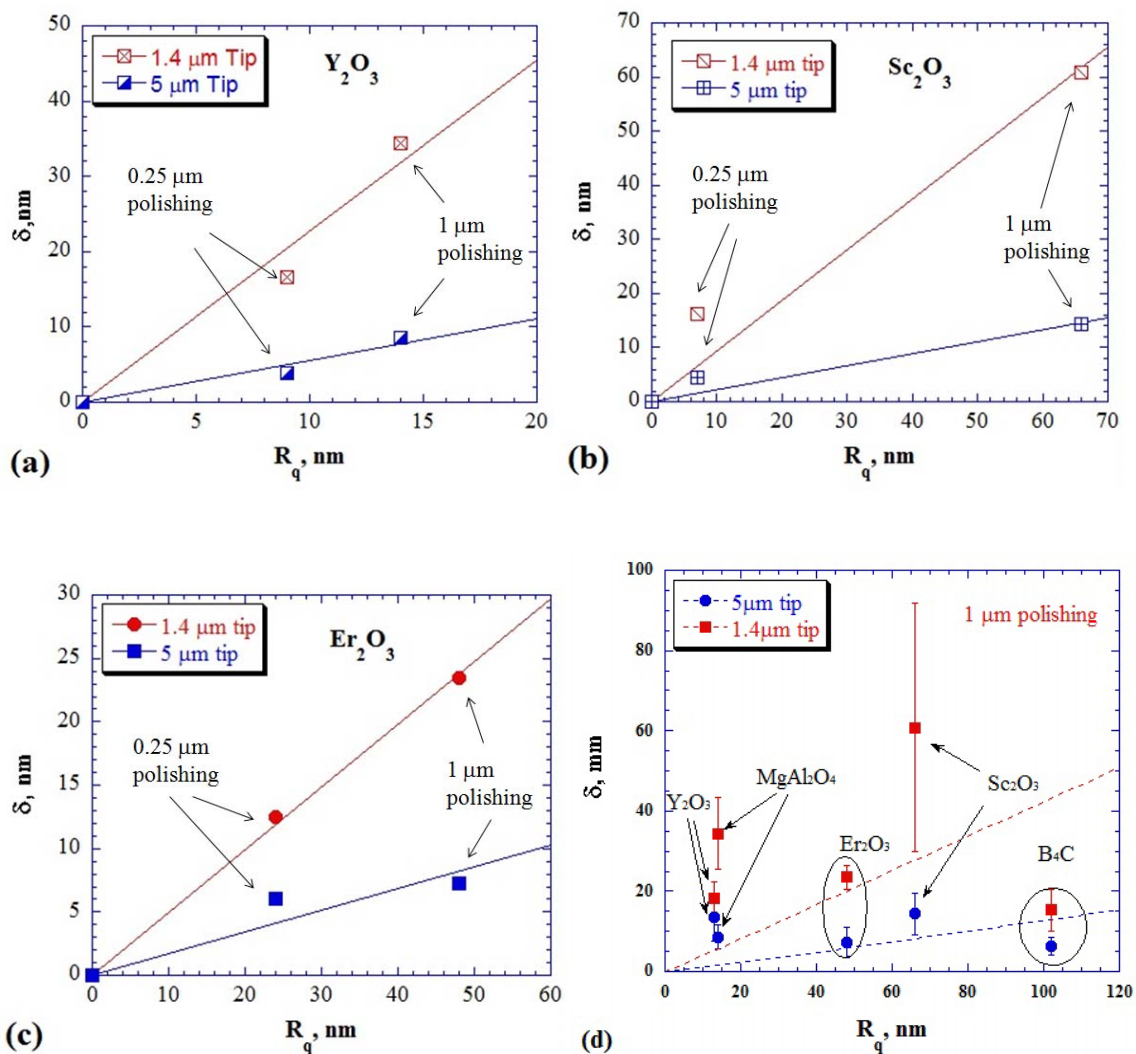 50
40
30
20
10
0
δ,nm
1.4 μm Tip
5 μm Tip
Y₂O₃
0.25 μm
polishing
1 μm
polishing
0 5 10 15 20
R_q, nm
(a)
70
60
50
40
30
20
10
0
δ, nm
1.4 μm tip
5 μm tip
Sc₂O₃
0.25 μm
polishing
1 μm
polishing
0 10 20 30 40 50 60 70
R_q, nm
(b)
30
25
20
15
10
5
0
δ, nm
1.4 μm tip
5 μm tip
Er₂O₃
0.25 μm
polishing
1 μm
polishing
0 10 20 30 40 50 60
R_q, nm
(c)
100
80
60
40
20
0
δ, mm
5μm tip
1.4μm tip
1 μm polishing
MgAl₂O₄
Y₂O₃
Er₂O₃
Sc₂O₃
B₄C
0 20 40 60 80 100 120
R_q, nm
(d)